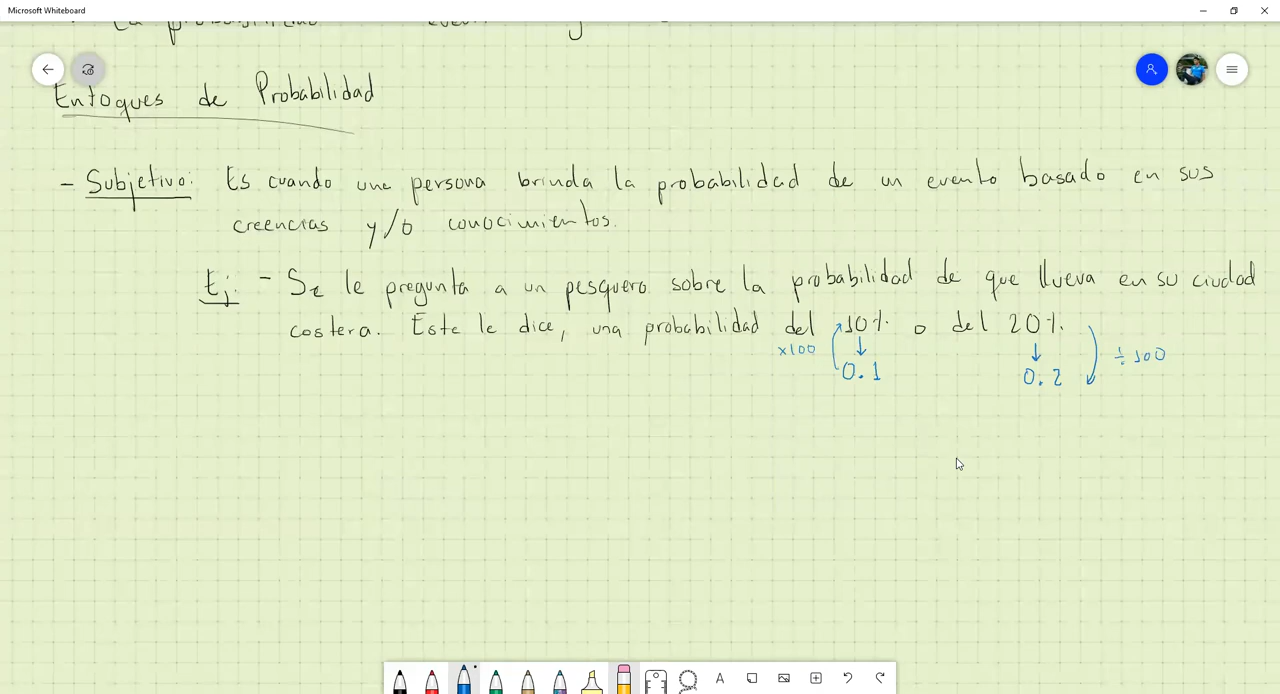 Microsoft Whiteboard
Enfoques de Probabilidad
- Subjetivo: Es cuando une persona brinda la probabilidad de un evento basado en sus
creencias y/o conocimientos.
Ej: - Se le pregunta a un pesquero sobre la probabilidad de que llueva en su ciudad
costera. Este le dice, una probabilidad del 10% o del 20%.
x100 0.1 0.2 ÷100